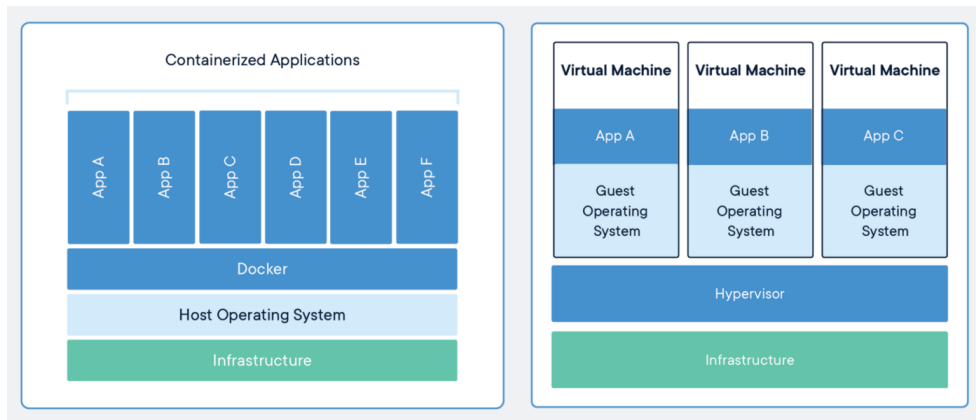 Containerized Applications
App A
App B
App C
App D
App E
App F
Docker
Host Operating System
Infrastructure
Virtual Machine
App A
Guest
Operating
System
Virtual Machine
App B
Guest
Operating
System
Virtual Machine
App C
Guest
Operating
System
Hypervisor
Infrastructure